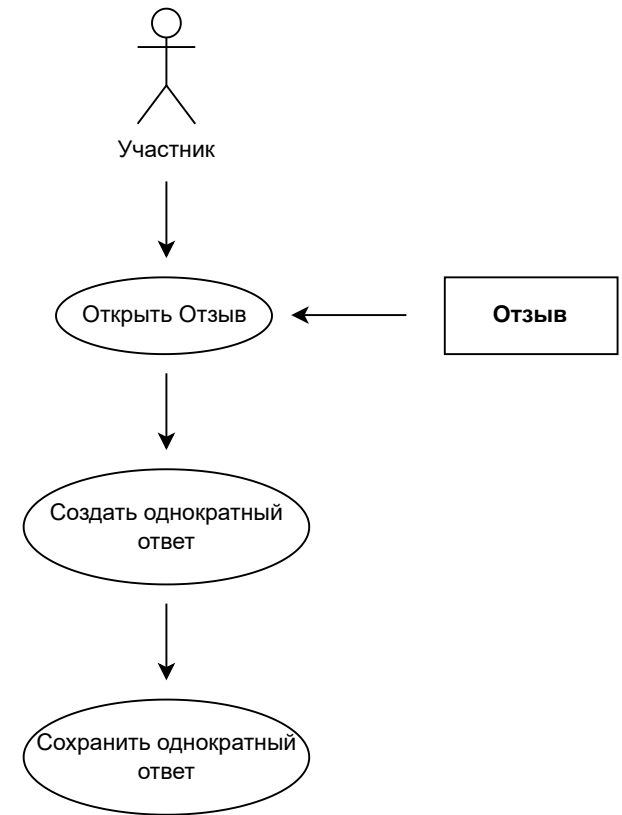 Участник
Открыть Отзыв
Отзыв
Создать однократный
ответ
Сохранить однократный
ответ